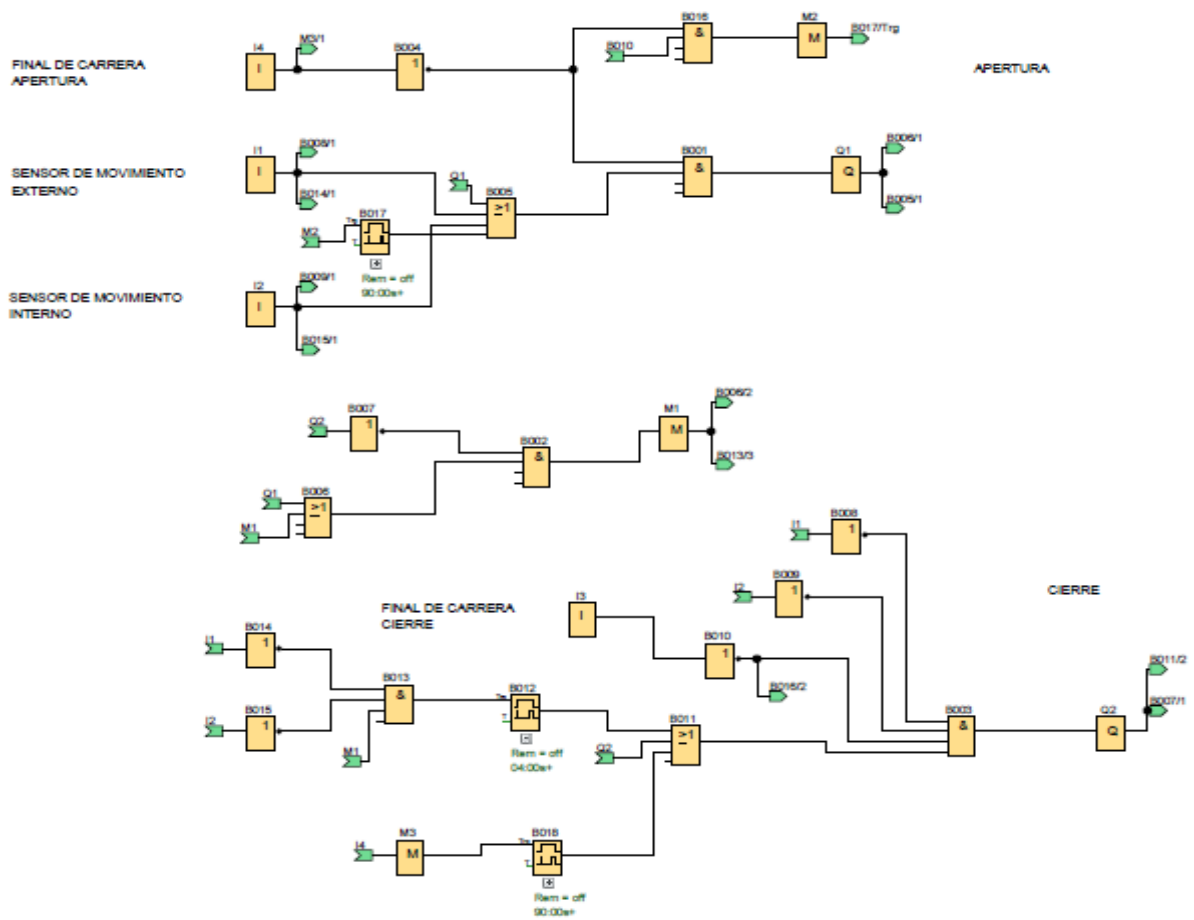 B016
M2
B017/Trg
&
M
B010
I4
M3/1
B004
I
1
FINAL DE CARRERA
APERTURA
APERTURA
I1
B008/1
I
B014/1
SENSOR DE MOVIMIENTO
EXTERNO
Q1
B005
≥1
B001
&
Q1
Q
B006/1
B005/1
M2
B017
Trg
T
Rem = off
90:00s+
I2
B009/1
I
B015/1
SENSOR DE MOVIMIENTO
INTERNO
Q2
B007
1
B002
&
M1
M
B006/2
B013/3
Q1
B006
≥1
M1
I1
B008
1
I2
B009
1
CIERRE
FINAL DE CARRERA
CIERRE
I3
I
B010
1
B016/2
I1
B014
1
I2
B015
1
B013
&
M1
B012
Trg
T
Rem = off
04:00s+
Q2
B011
≥1
B003
&
Q2
Q
B011/2
B007/1
I4
M3
M
B018
Trg
T
Rem = off
90:00s+